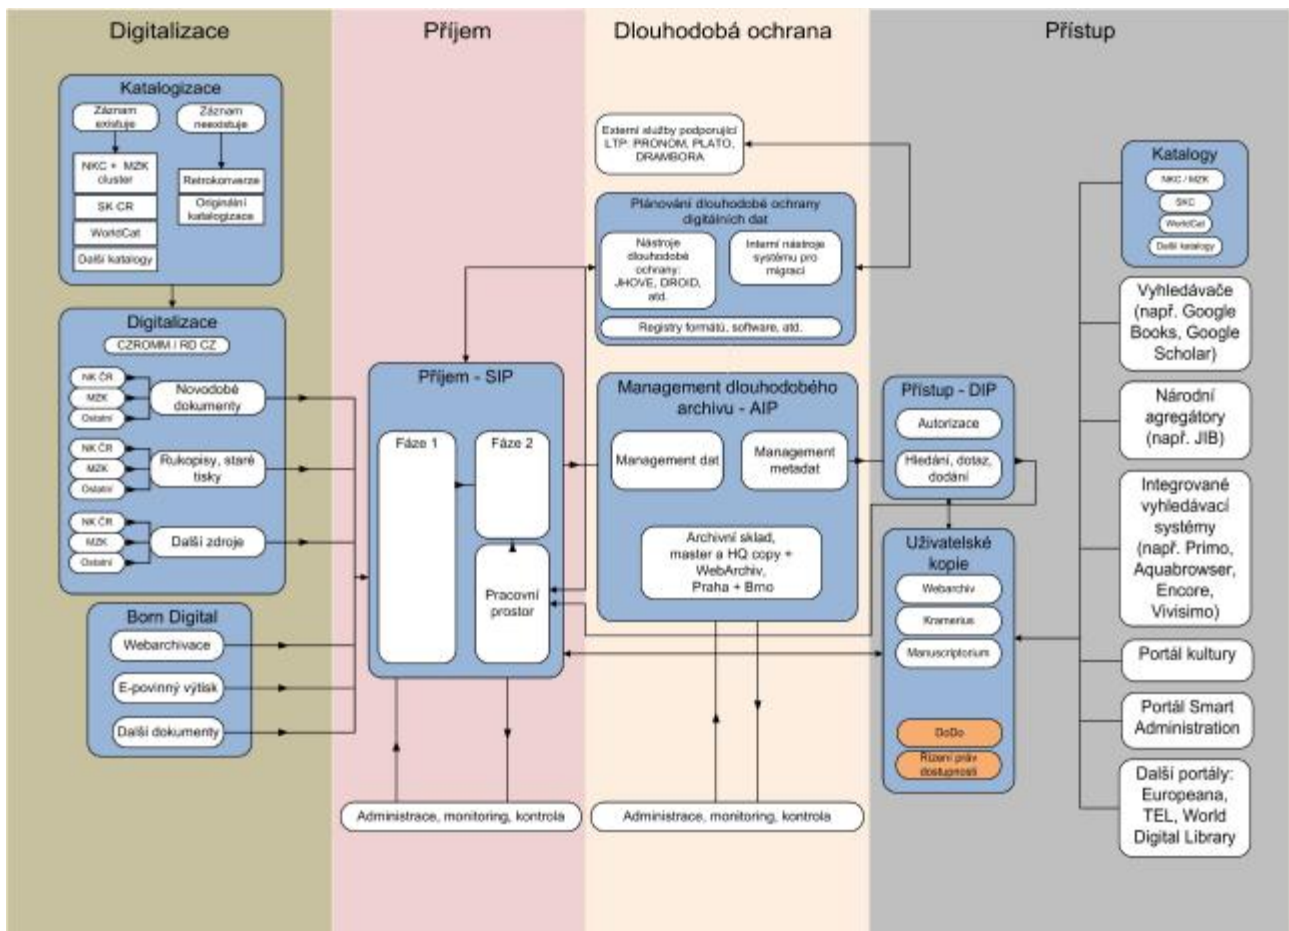 Digitalizace
Příjem
Dlouhodobá ochrana
Přístup
Katalogizace
Záznam
existuje
Záznam
neexistuje
NKC + MZK
cluster
SK CR
WorldCat
Další katalogy
Retrokonverze
Originální
katalogizace
Digitalizace
CZROMM / RD CZ
NK ČR
MZK
Ostatní
Novodobé
dokumenty
NK ČR
MZK
Ostatní
Rukopisy, staré
tisky
NK ČR
MZK
Ostatní
Další zdroje
Born Digital
Webarchivace
E-povinný výtisk
Další dokumenty
Příjem - SIP
Fáze 1
Fáze 2
Pracovní
prostor
Administrace, monitoring, kontrola
Externí služby podporující
LTP: PRONOM, PLATO,
DRAMBORA
Plánování dlouhodobé ochrany
digitálních dat
Nástroje
dlouhodobé
ochrany:
JHOVE, DROID,
atd.
Interní nástroje
systému pro
migraci
Registry formátů, software, atd.
Management dlouhodobého
archivu - AIP
Management dat
Management
metadat
Archivní sklad,
master a HQ copy +
WebArchiv,
Praha + Brno
Administrace, monitoring, kontrola
Přístup - DIP
Autorizace
Hledání, dotaz,
dodání
Uživatelské
kopie
Webarchiv
Kramerius
Manuscriptorium
DoDo
Řízení práv
dostupnosti
Katalogy
NKC / MZK
SKC
WorldCat
Další katalogy
Vyhledávače
(např. Google
Books, Google
Scholar)
Národní
agregátory
(např. JIB)
Integrované
vyhledávací
systémy
(např. Primo,
Aquabrowser,
Encore,
Vivisimo)
Portál kultury
Portál Smart
Administration
Další portály:
Europeana,
TEL, World
Digital Library